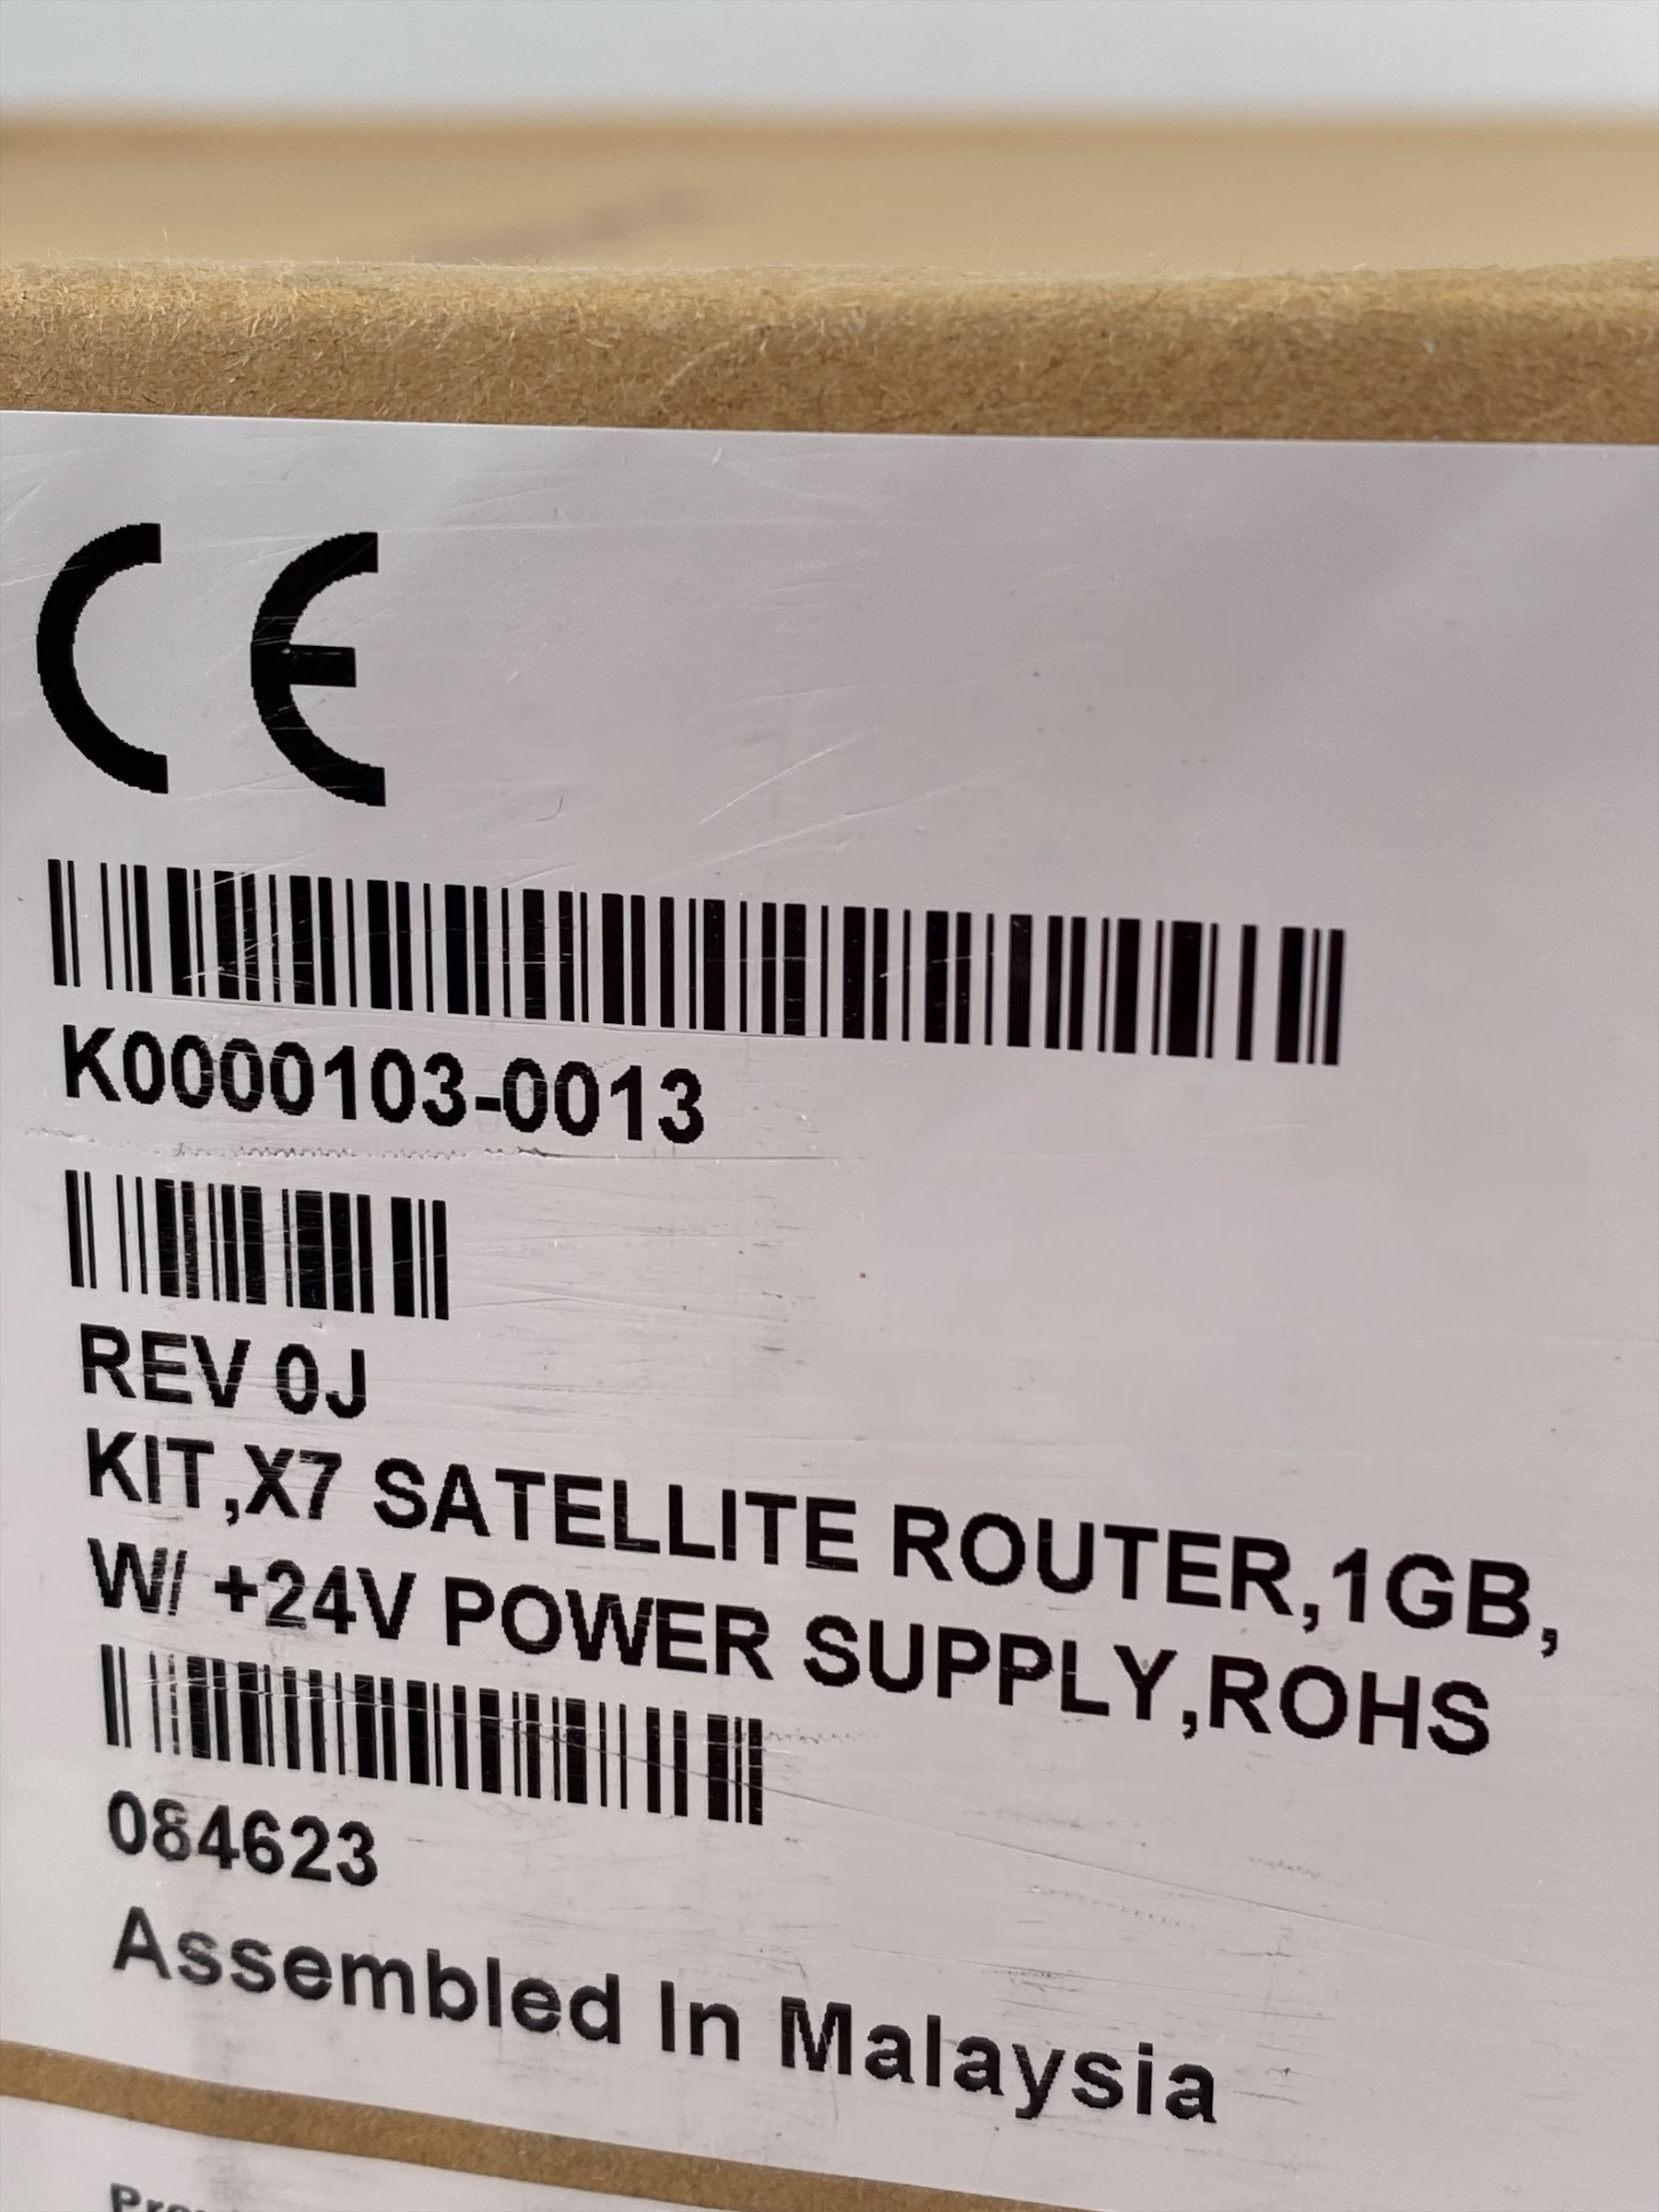 CE
K0000103-0013
REV 0J
KIT,X7 SATELLITE ROUTER,1GB,
W/ +24V POWER SUPPLY,ROHS
084623
Assembled In Malaysia